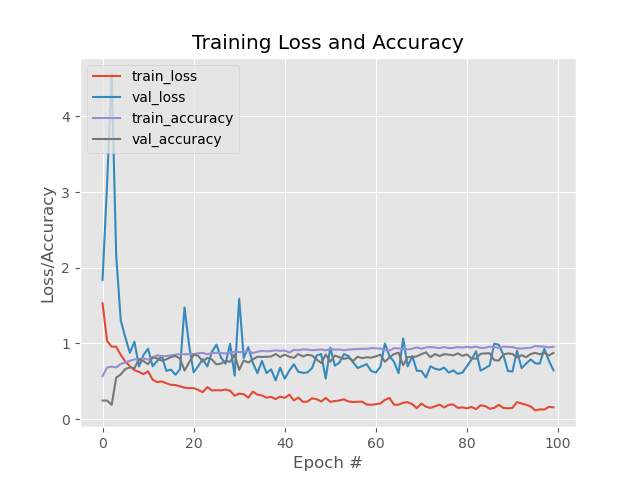 Training Loss and Accuracy
train_loss
val_loss
train_accuracy
val_accuracy
Loss/Accuracy
4
3
2
1
0
0 20 40 60 80 100
Epoch #